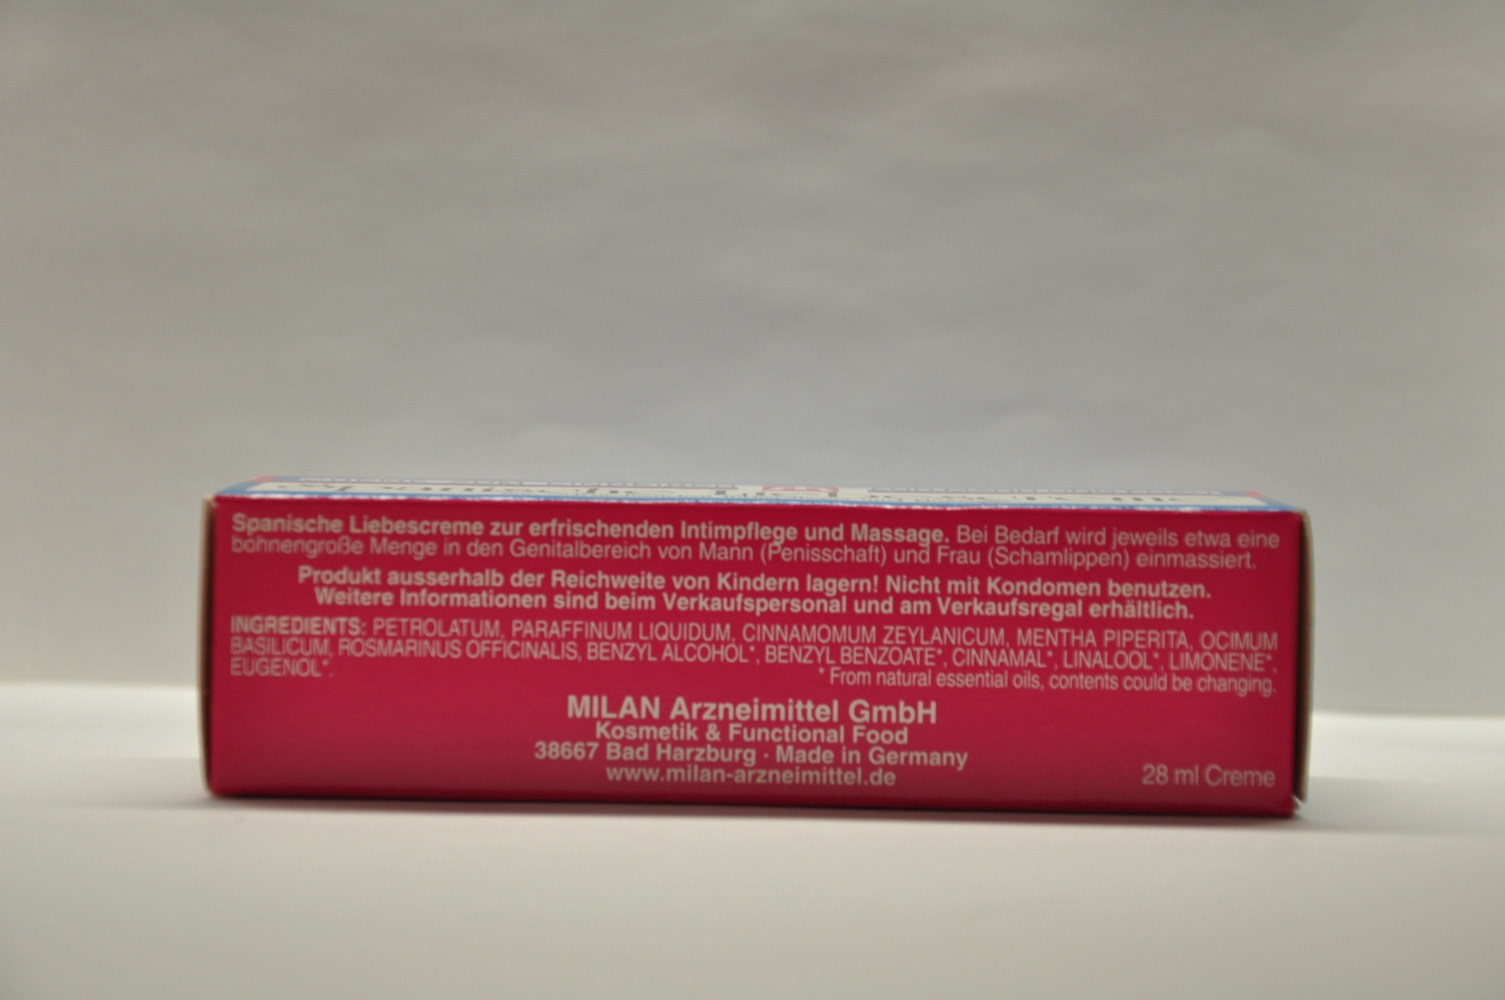 Spanische Liebescreme zur erfrischenden Intimpflege und Massage. Bei Bedarf wird jeweils etwa eine
bohnengroße Menge in den Genitalbereich von Mann (Penisschaft) und Frau (Schamlippen) einmassiert.
Produkt ausserhalb der Reichweite von Kindern lagern! Nicht mit Kondomen benutzen.
Weitere Informationen sind beim Verkaufspersonal und am Verkaufsregal erhältlich.
INGREDIENTS: PETROLATUM, PARAFFINUM LIQUIDUM, CINNAMOMUM ZEYLANICUM, MENTHA PIPERITA, OCIMUM
BASILICUM, ROSMARINUS OFFICINALIS, BENZYL ALCOHOL*, BENZYL BENZOATE*, CINNAMAL*, LINALOOL*, LIMONENE*,
EUGENOL*.
* From natural essential oils, contents could be changing.
MILAN Arzneimittel GmbH
Kosmetik & Functional Food
38667 Bad Harzburg · Made in Germany
www.milan-arzneimittel.de
28 ml Creme